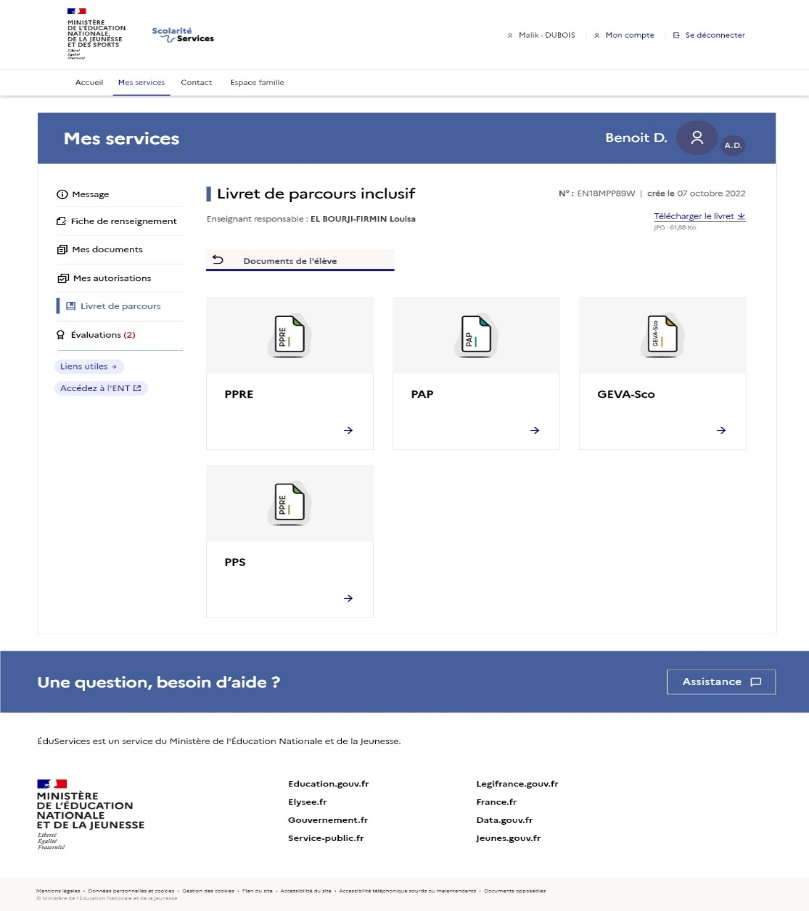 MINISTÈRE
DE L'ÉDUCATION
NATIONALE,
DE LA JEUNESSE
ET DES SPORTS
Liberté
Égalité
Fraternité
Scolarité
Services
Malik - DUBOIS
Mon compte
Se déconnecter
Accueil
Mes services
Contact
Espace famille
Mes services
Benoit D.
A.D.
Message
Fiche de renseignement
Mes documents
Mes autorisations
Livret de parcours
Évaluations (2)
Liens utiles
Accédez à l'ENT
Livret de parcours inclusif
N° : EN18MPP89W | crée le 07 octobre 2022
Enseignant responsable : EL BOURJI-FIRMIN Louisa
Télécharger le livret
JPG - 61,88 Ko
Documents de l'élève
PPRE
PAP
GEVA-Sco
PPRE
PAP
GEVA-Sco
PPRE
PPS
Une question, besoin d'aide ?
Assistance
ÉduServices est un service du Ministère de l'Éducation Nationale et de la Jeunesse.
MINISTÈRE
DE L'ÉDUCATION
NATIONALE
ET DE LA JEUNESSE
Liberté
Égalité
Fraternité
Education.gouv.fr
Elysee.fr
Gouvernement.fr
Service-public.fr
Legifrance.gouv.fr
France.fr
Data.gouv.fr
Jeunes.gouv.fr
Mentions légales - Données personnelles et cookies - Gestion des cookies - Plan du site - Accessibilité du site - Accessibilité téléphonique sourds ou malentendants - Documents opposables
© Ministère de l'Éducation Nationale et de la Jeunesse